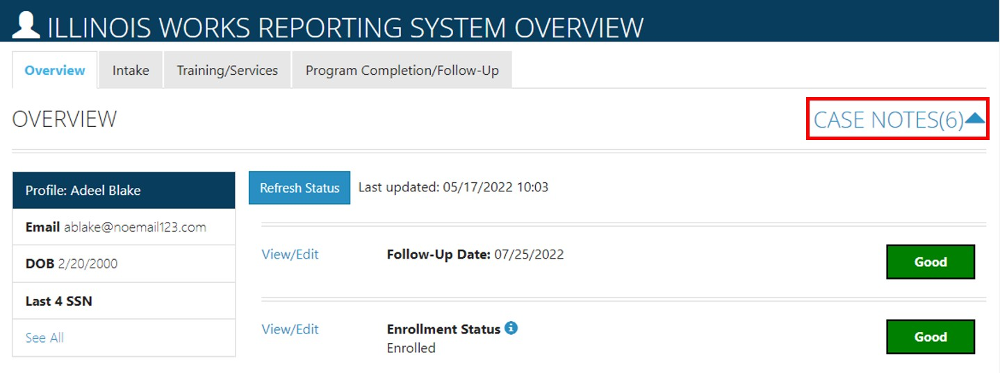 ILLINOIS WORKS REPORTING SYSTEM OVERVIEW
Overview Intake Training/Services Program Completion/Follow-Up
OVERVIEW
CASE NOTES(6)
Profile: Adeel Blake
Email ablake@noemail123.com
DOB 2/20/2000
Last 4 SSN
See All
Refresh Status Last updated: 05/17/2022 10:03
View/Edit Follow-Up Date: 07/25/2022 Good
View/Edit Enrollment Status Good
Enrolled